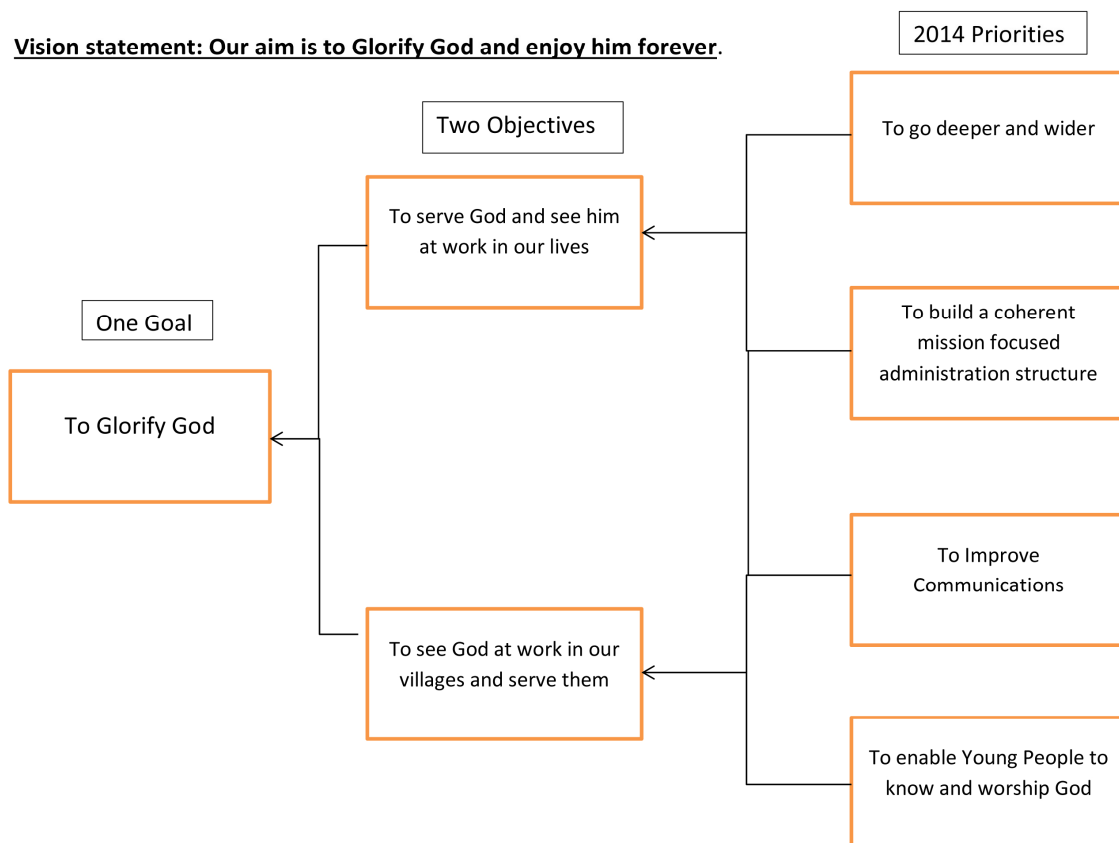 2014 Priorities
Vision statement: Our aim is to Glorify God and enjoy him forever.
Two Objectives
To go deeper and wider
To serve God and see him
at work in our lives
One Goal
To build a coherent
mission focused
administration structure
To Glorify God
To Improve
Communications
To see God at work in our
villages and serve them
To enable Young People to
know and worship God